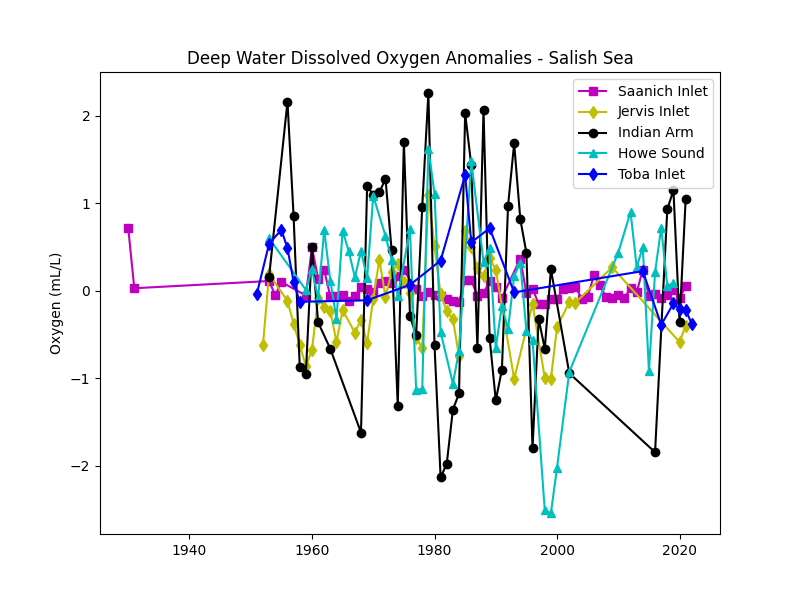 Deep Water Dissolved Oxygen Anomalies - Salish Sea
Saanich Inlet
Jervis Inlet
Indian Arm
Howe Sound
Toba Inlet
Oxygen (mL/L)
2
1
0
−1
−2
1940
1960
1980
2000
2020